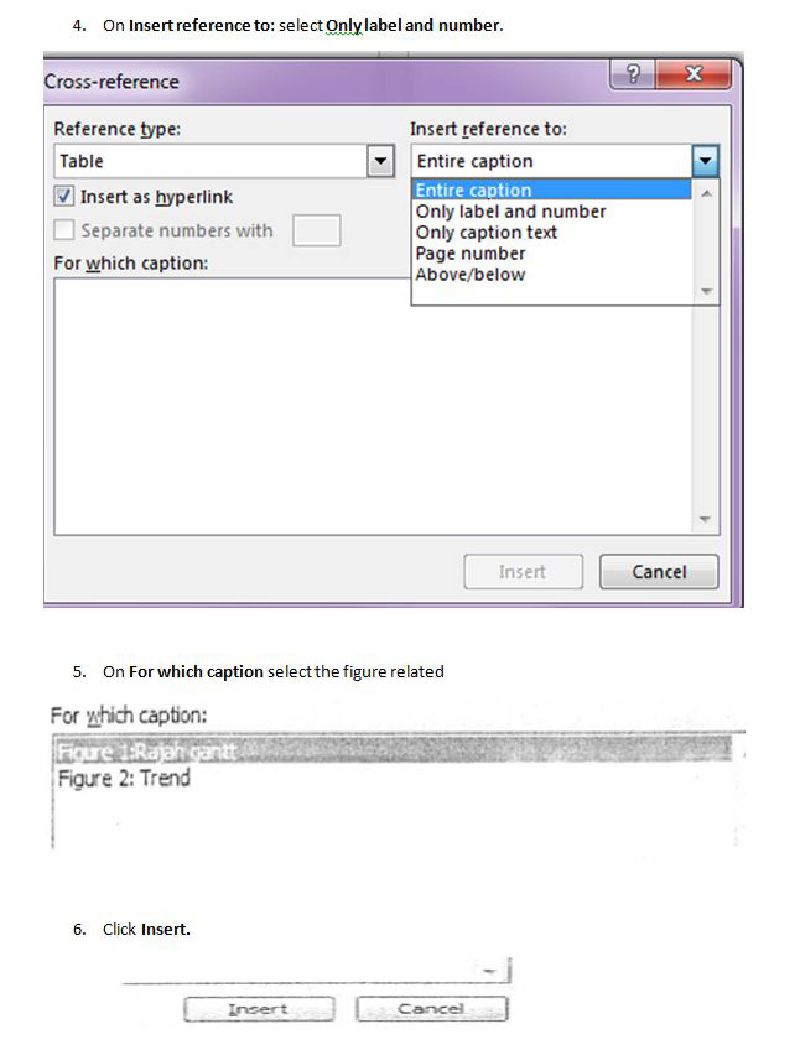 4. On Insert reference to: select Only label and number.
Cross-reference
?
X
Reference type:
Insert reference to:
Table
Entire caption
Insert as hyperlink
Entire caption
Only label and number
Separate numbers with
Only caption text
For which caption:
Page number
Above/below
Insert
Cancel
5. On For which caption select the figure related
For which caption:
Figure 1:Rajah gantt
Figure 2: Trend
6. Click Insert.
Insert
Cancel